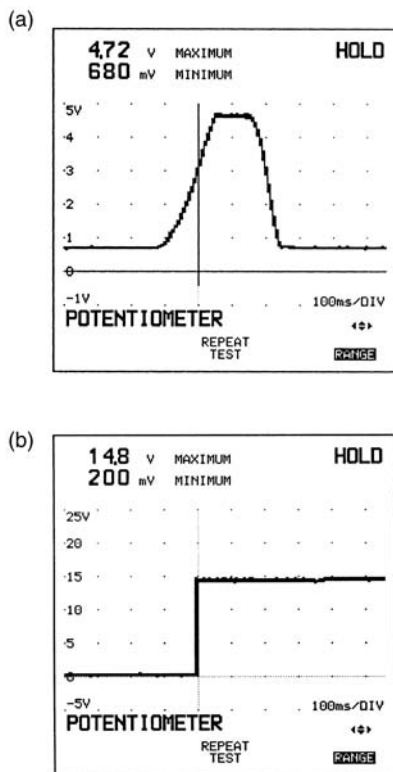 (a)
4.72 V MAXIMUM HOLD
680 mV MINIMUM
5V
4
3
2
1
0
-1V
100ms/DIV
POTENTIOMETER
REPEAT
TEST
RANGE
(b)
14.8 V MAXIMUM HOLD
200 mV MINIMUM
25V
20
15
10
5
0
-5V
100ms/DIV
POTENTIOMETER
REPEAT
TEST
RANGE